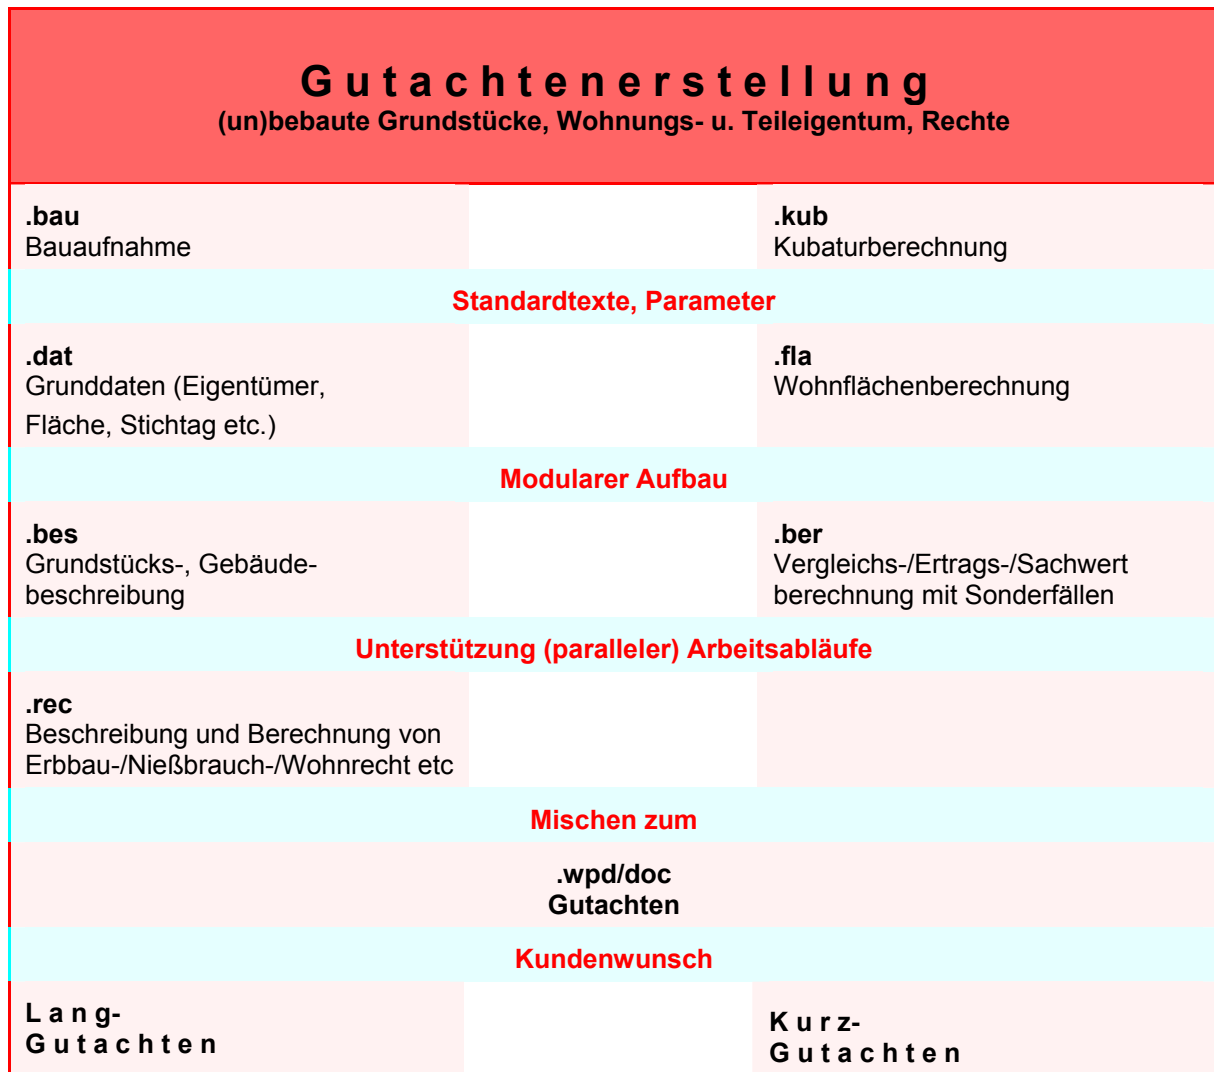 G u t a c h t e n e r s t e l l u n g
(un)bebaute Grundstücke, Wohnungs- u. Teileigentum, Rechte
.bau
Bauaufnahme
.kub
Kubaturberechnung
Standardtexte, Parameter
.dat
Grunddaten (Eigentümer,
Fläche, Stichtag etc.)
.fla
Wohnflächenberechnung
Modularer Aufbau
.bes
Grundstücks-, Gebäude-
beschreibung
.ber
Vergleichs-/Ertrags-/Sachwert
berechnung mit Sonderfällen
Unterstützung (paralleler) Arbeitsabläufe
.rec
Beschreibung und Berechnung von
Erbbau-/Nießbrauch-/Wohnrecht etc
Mischen zum
.wpd/doc
Gutachten
Kundenwunsch
L a n g-
G u t a c h t e n
K u r z-
G u t a c h t e n